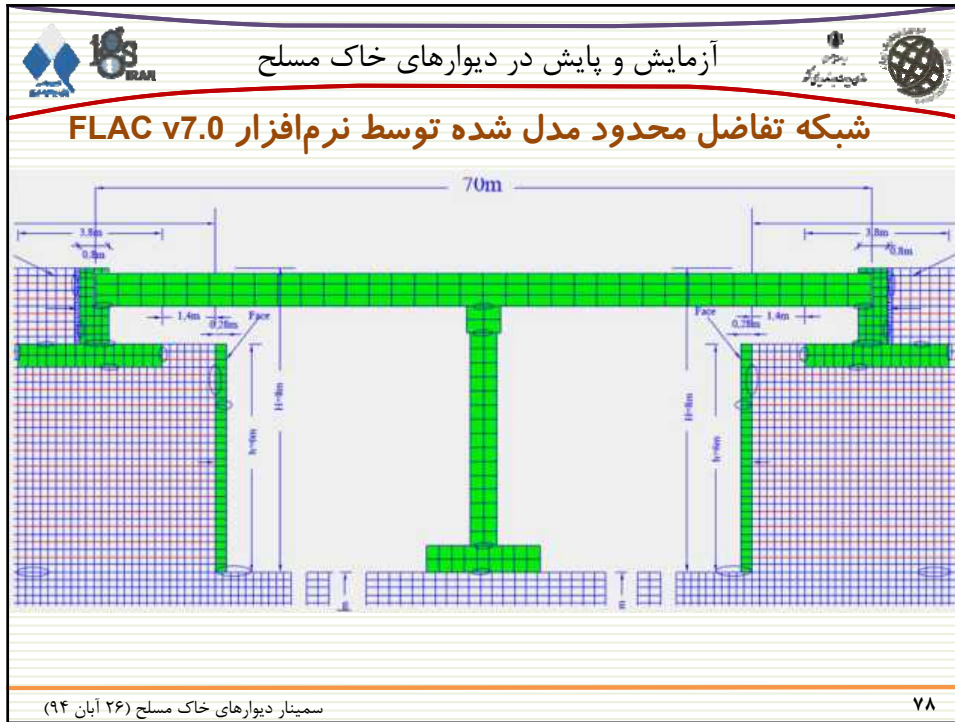 IRAN
آزمایش و پایش در دیوارهای خاک مسلح
شبکه تفاضل محدود مدل شده توسط نرم‌افزار FLAC v7.0
70m
3.8m
0.8m
3.8m
0.8m
1.4m
0.28m
Face
Face
0.28m
1.4m
H=8m
h=6m
H=8m
h=6m
m
سمینار دیوارهای خاک مسلح (۲۶ آبان ۹۴)
۷۸